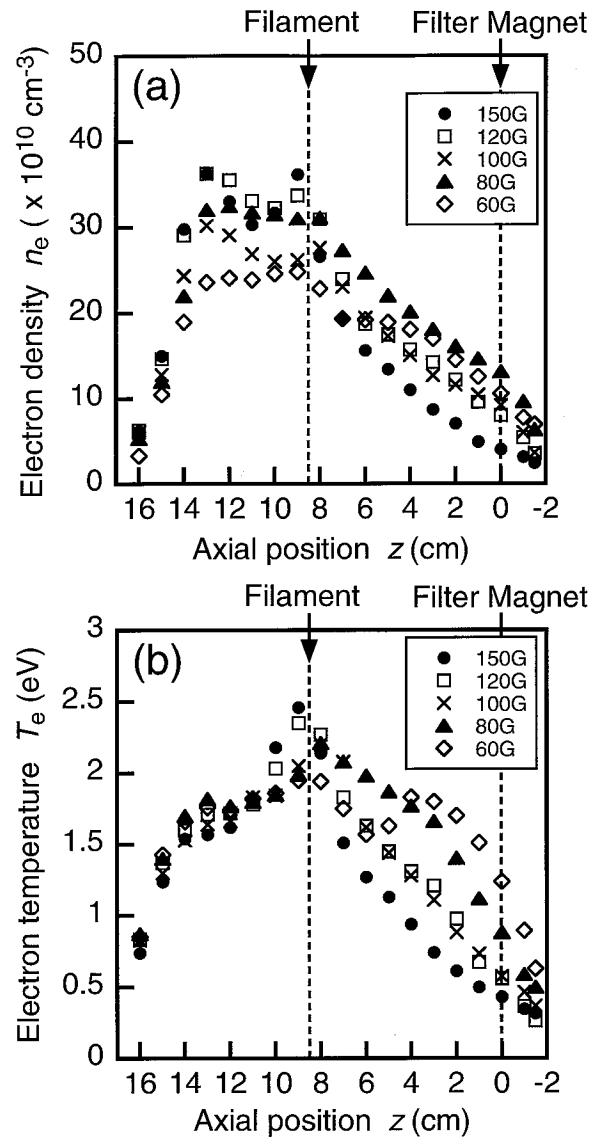 Filament Filter Magnet
(a)
50
40
30
20
10
0
Electron density nₑ ( x 10¹⁰ cm⁻³)
150G
120G
100G
80G
60G
16 14 12 10 8 6 4 2 0 -2
Axial position z (cm)
Filament Filter Magnet
(b)
3
2.5
2
1.5
1
0.5
0
Electron temperature Tₑ (eV)
150G
120G
100G
80G
60G
16 14 12 10 8 6 4 2 0 -2
Axial position z (cm)